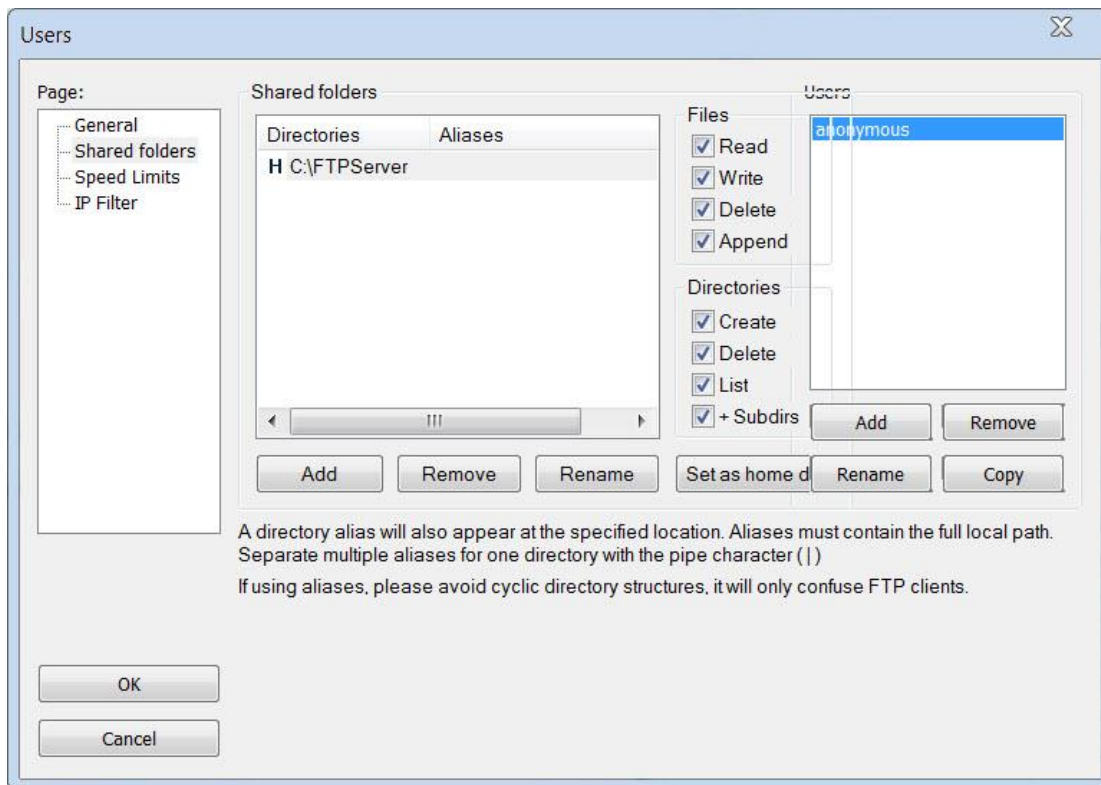 Users
Page:
General
Shared folders
Speed Limits
IP Filter
OK
Cancel
Shared folders
Directories Aliases
H C:\FTPServer
Add Remove Rename
Files
Read
Write
Delete
Append
Directories
Create
Delete
List
+ Subdirs
Set as home d
Users
anonymous
Add Remove
Rename Copy
A directory alias will also appear at the specified location. Aliases must contain the full local path.
Separate multiple aliases for one directory with the pipe character ( | )
If using aliases, please avoid cyclic directory structures, it will only confuse FTP clients.